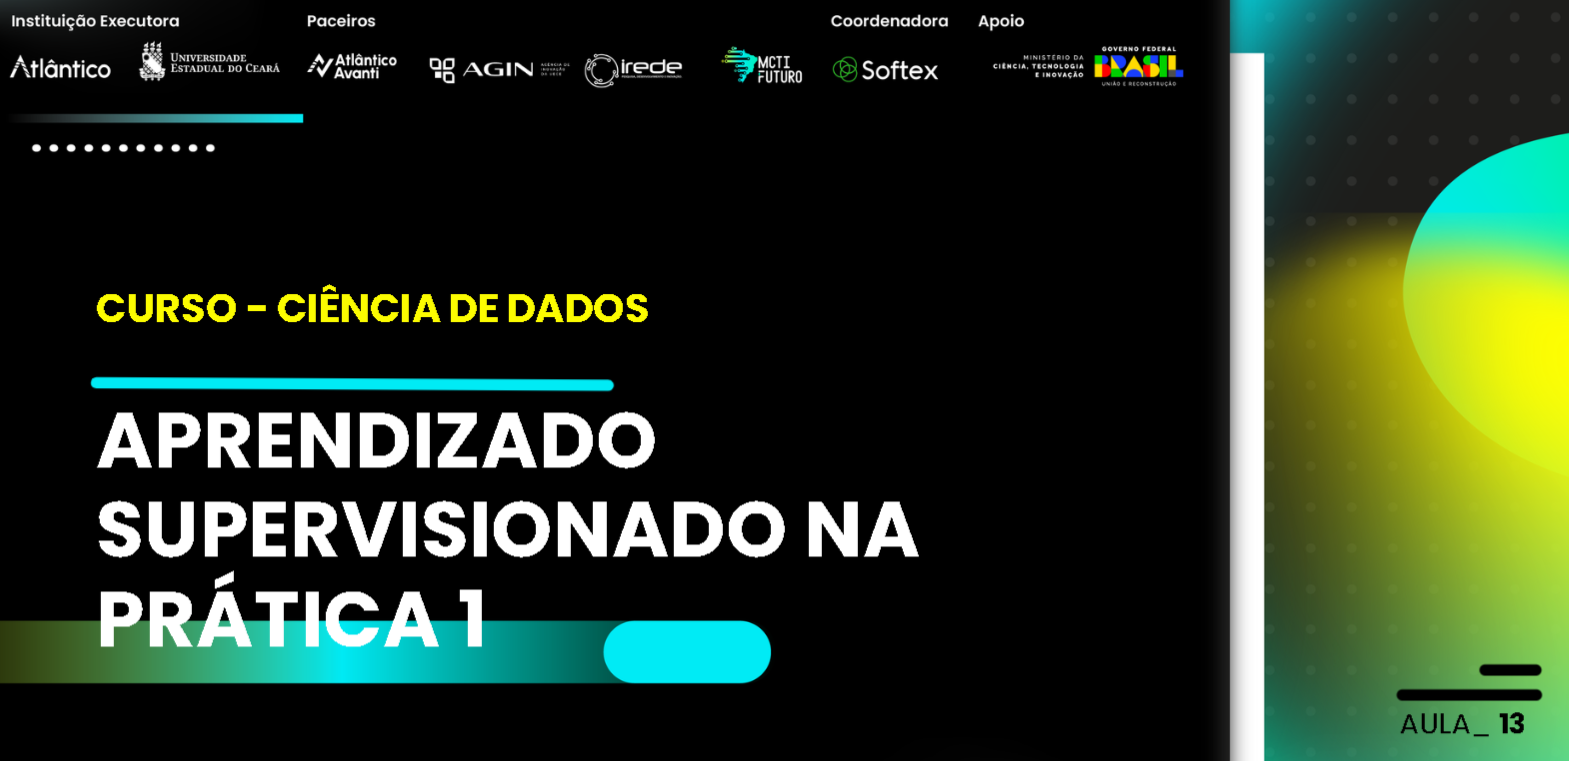 Instituição Executora
Paceiros
Coordenadora
Apoio
Atlântico
UNIVERSIDADE
ESTADUAL DO CEARÁ
Atlântico
Avanti
AGIN
irede
MCTI
FUTURO
Softex
MINISTÉRIO DA
CIÊNCIA, TECNOLOGIA
E INOVAÇÃO
GOVERNO FEDERAL
BRASIL
UNIÃO E RECONSTRUÇÃO
CURSO - CIÊNCIA DE DADOS
APRENDIZADO
SUPERVISIONADO NA
PRÁTICA 1
AULA_ 13